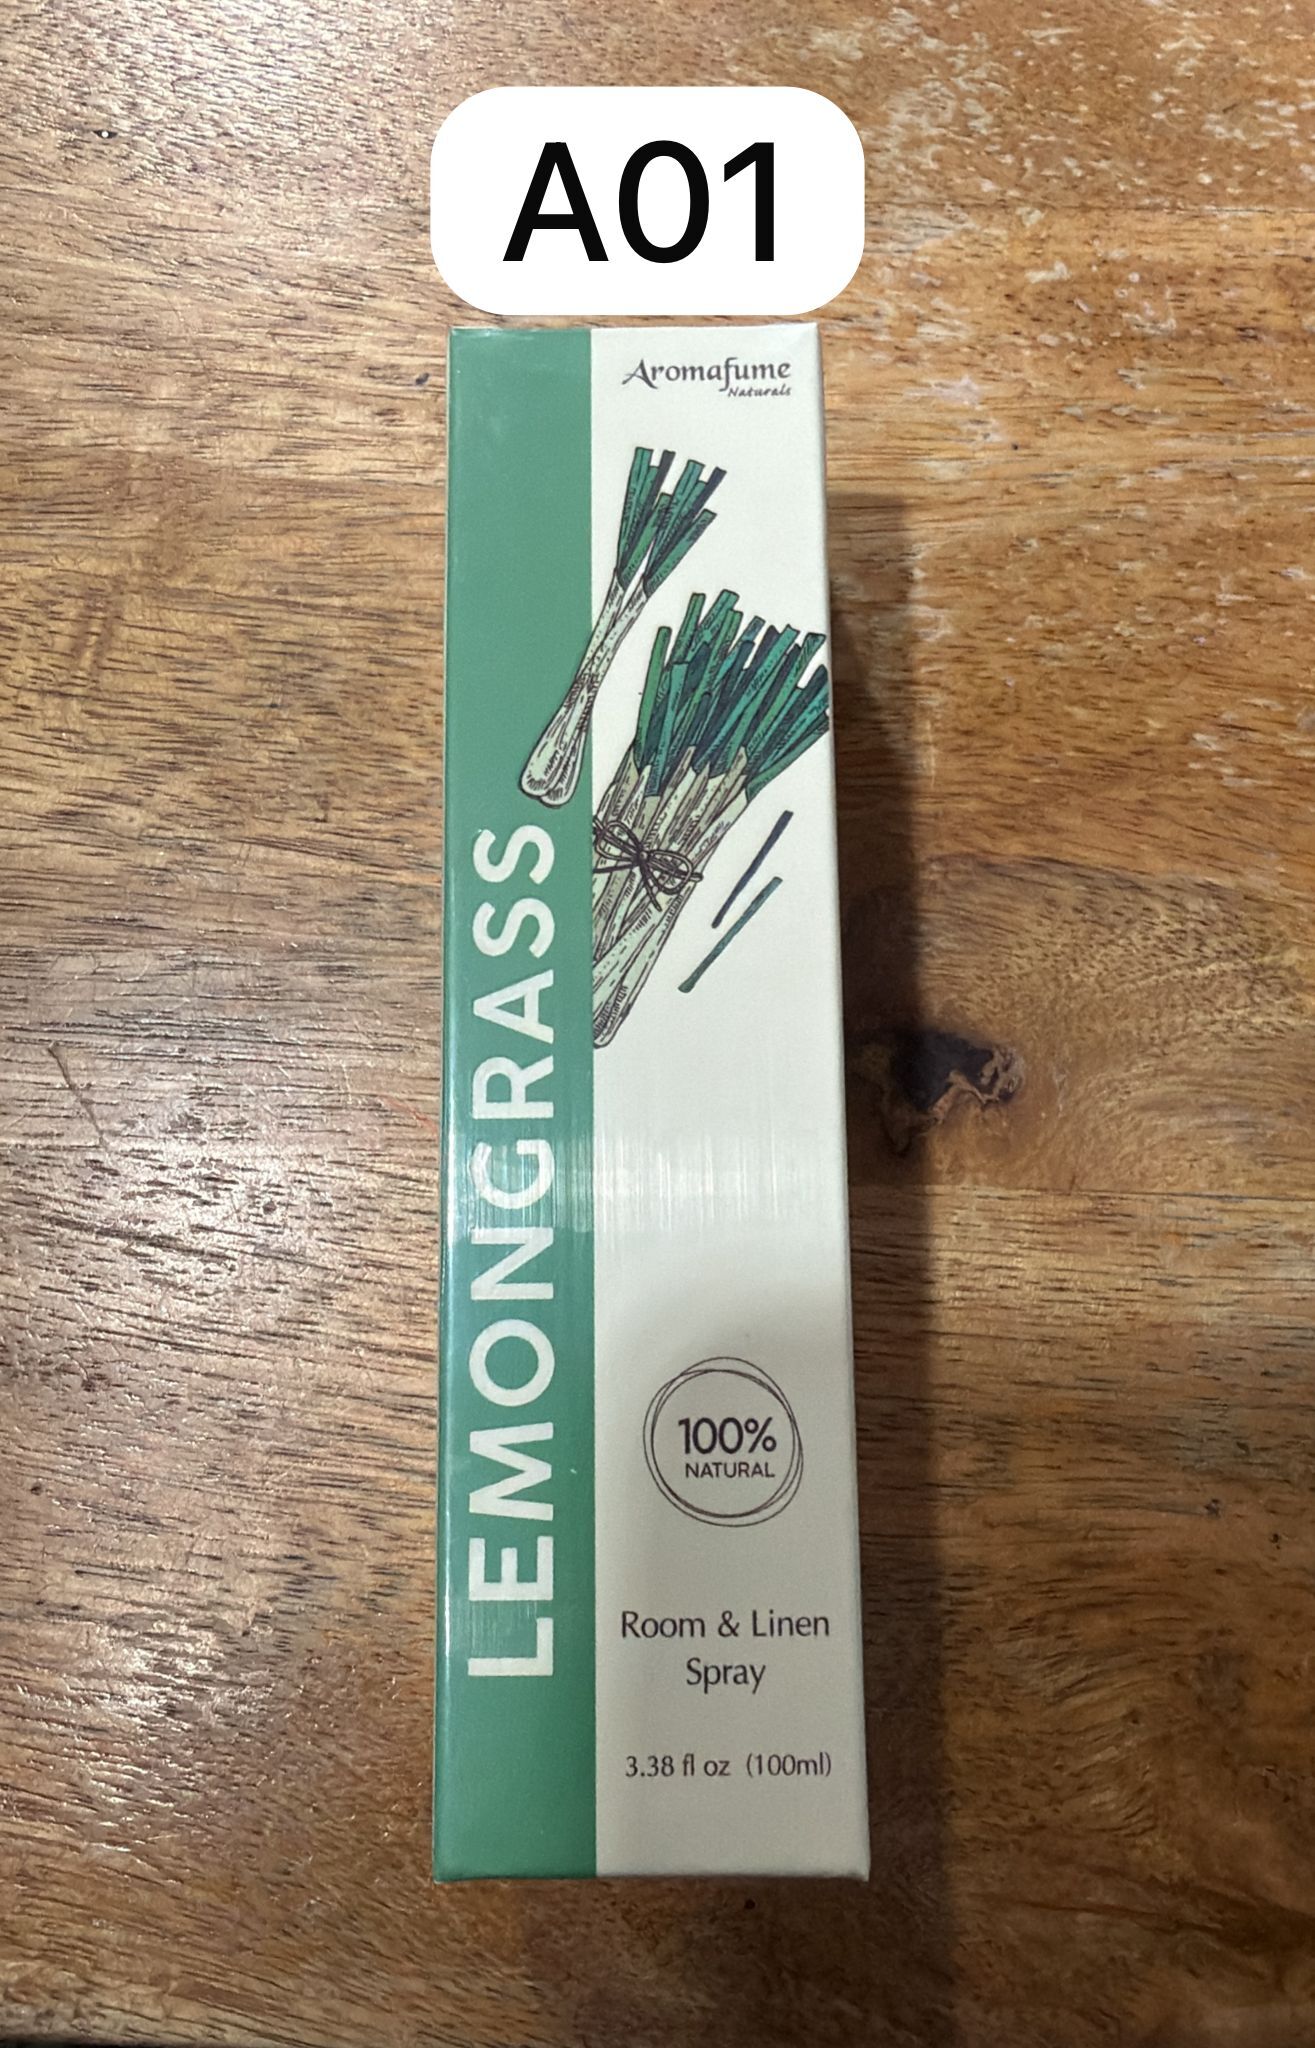 A01
Aromafume
Naturals
LEMONGRASS
100%
NATURAL
Room & Linen
Spray
3.38 fl oz (100ml)